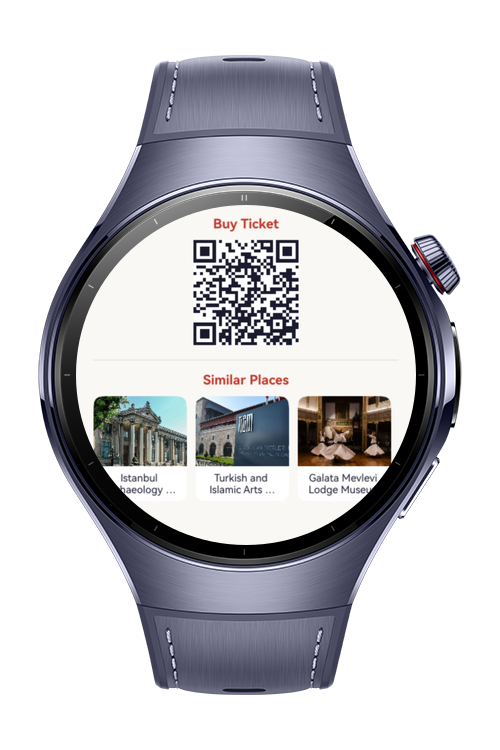 Buy Ticket
Similar Places
Istanbul
haeology ...
Turkish and
Islamic Arts ...
Galata Mevlevi
Lodge Museu